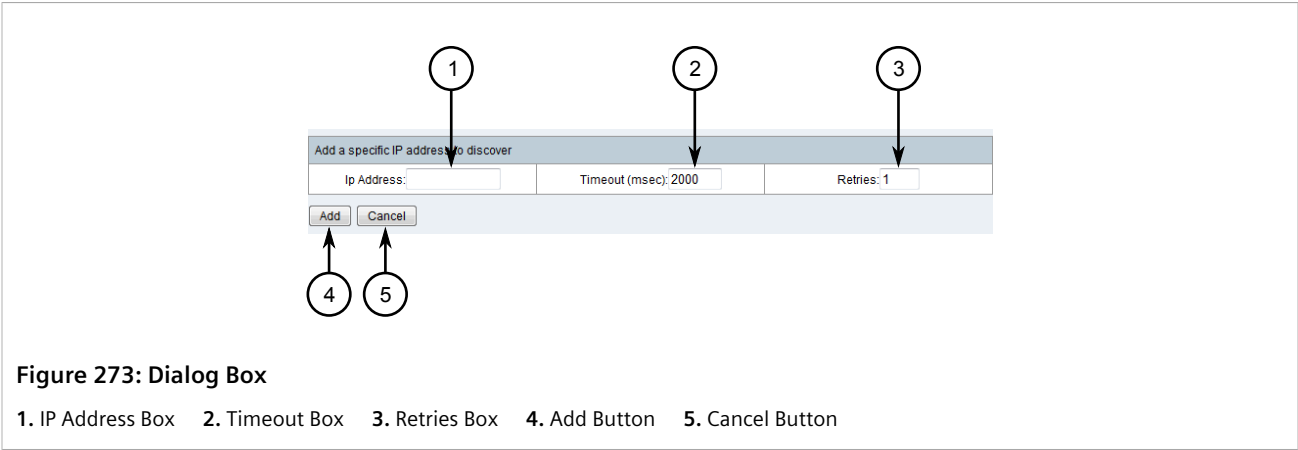 1 2 3
Add a specific IP address to discover
Ip Address: Timeout (msec): 2000 Retries: 1
Add Cancel
4 5
Figure 273: Dialog Box
1. IP Address Box 2. Timeout Box 3. Retries Box 4. Add Button 5. Cancel Button